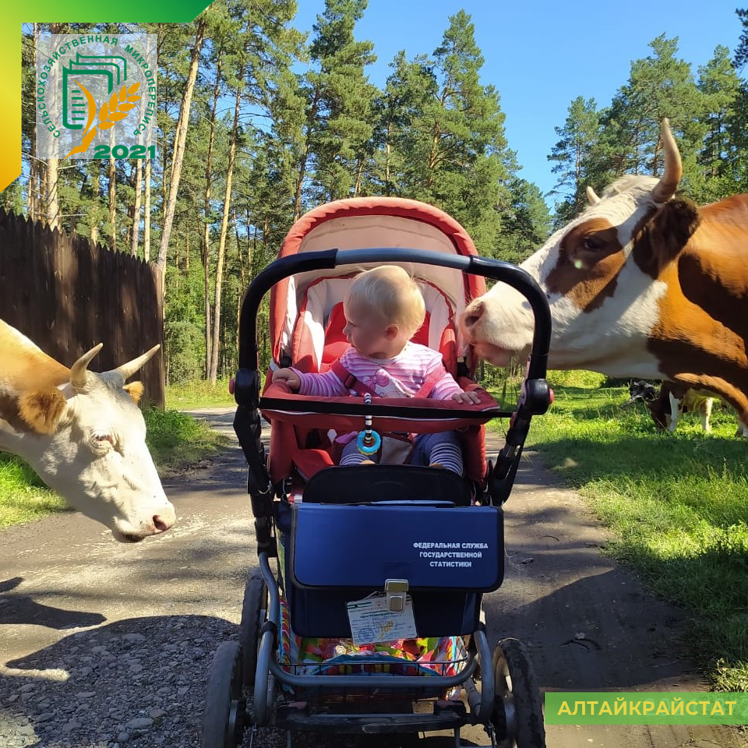 СЕЛЬСКОХОЗЯЙСТВЕННАЯ МИКРОПЕРЕПИСЬ
2021
ФЕДЕРАЛЬНАЯ СЛУЖБА
ГОСУДАРСТВЕННОЙ
СТАТИСТИКИ
АЛТАЙКРАЙСТАТ